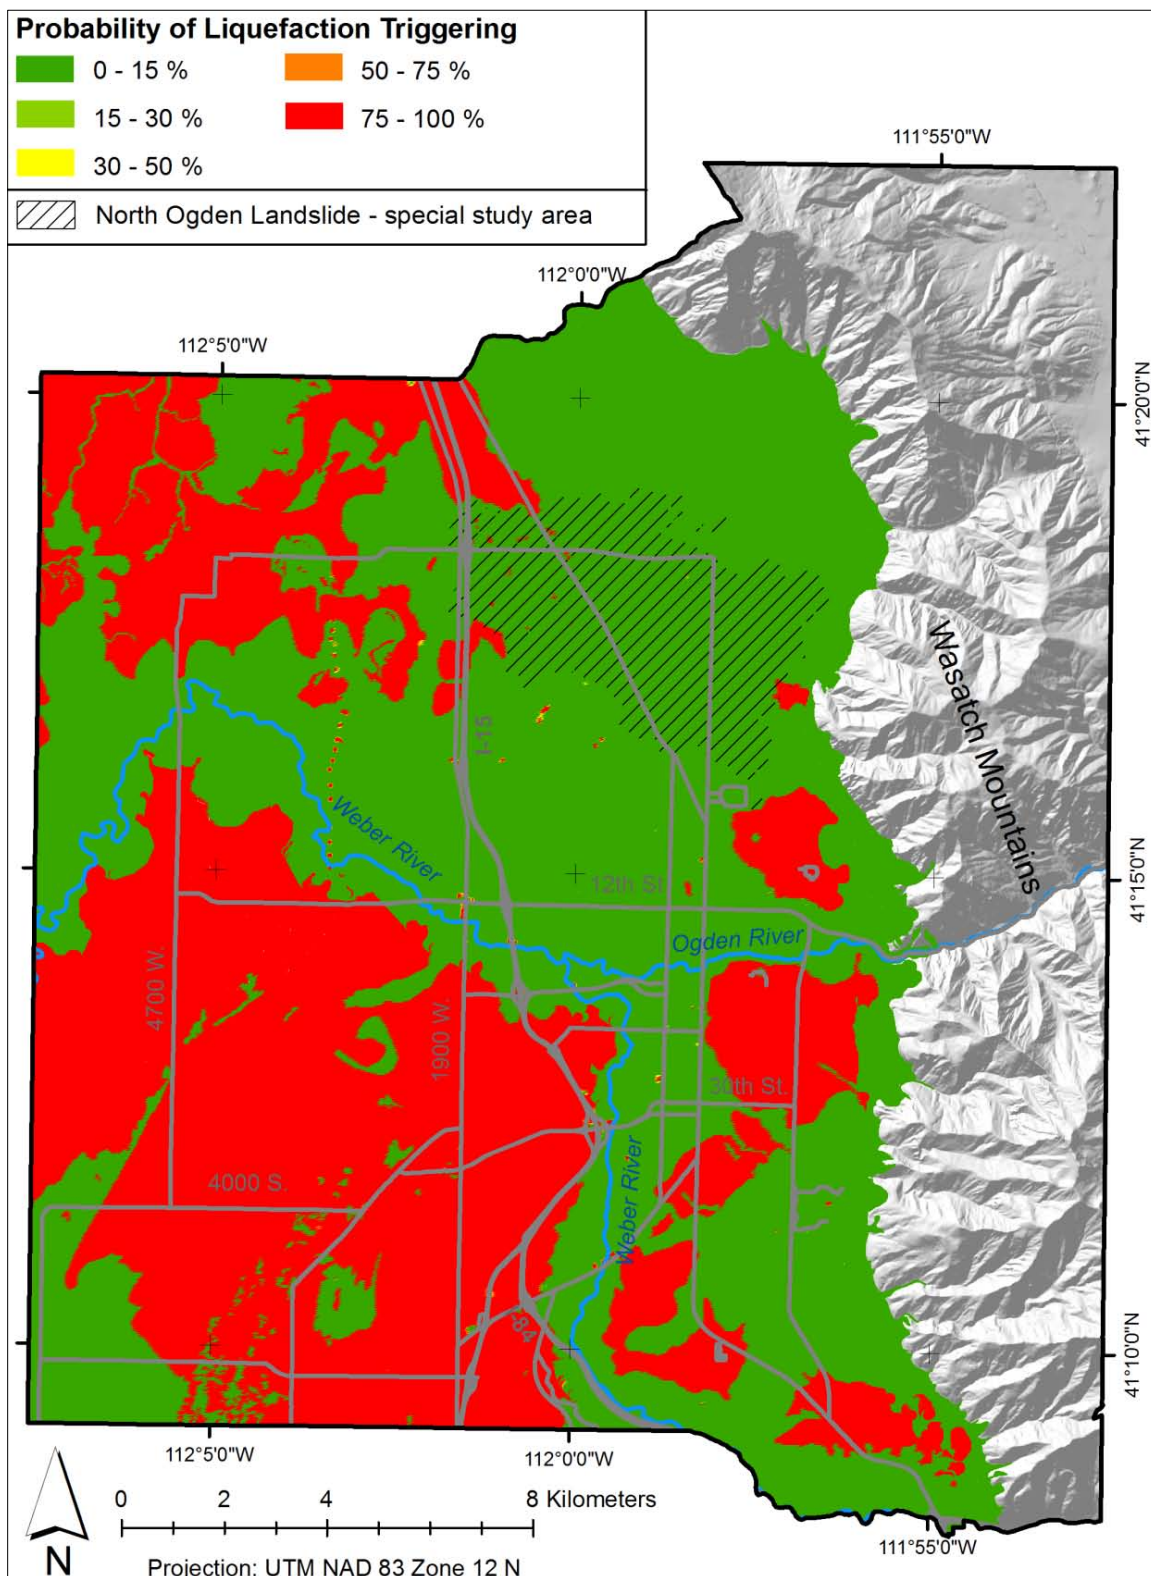 Probability of Liquefaction Triggering
0 - 15 %
50 - 75 %
15 - 30 %
75 - 100 %
30 - 50 %
North Ogden Landslide - special study area
111°55'0"W
112°0'0"W
112°5'0"W
41°20'0"N
Wasatch Mountains
I-15
Weber River
12th St
41°15'0"N
Ogden River
4700 W.
1900 W.
30th St.
4000 S.
Weber River
I-84
41°10'0"N
112°5'0"W
112°0'0"W
111°55'0"W
0 2 4 8 Kilometers
N
Projection: UTM NAD 83 Zone 12 N